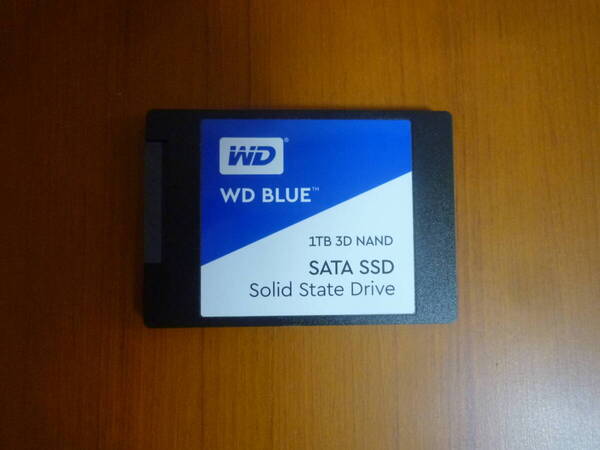 WD®
WD BLUE™
1TB 3D NAND
SATA SSD
Solid State Drive